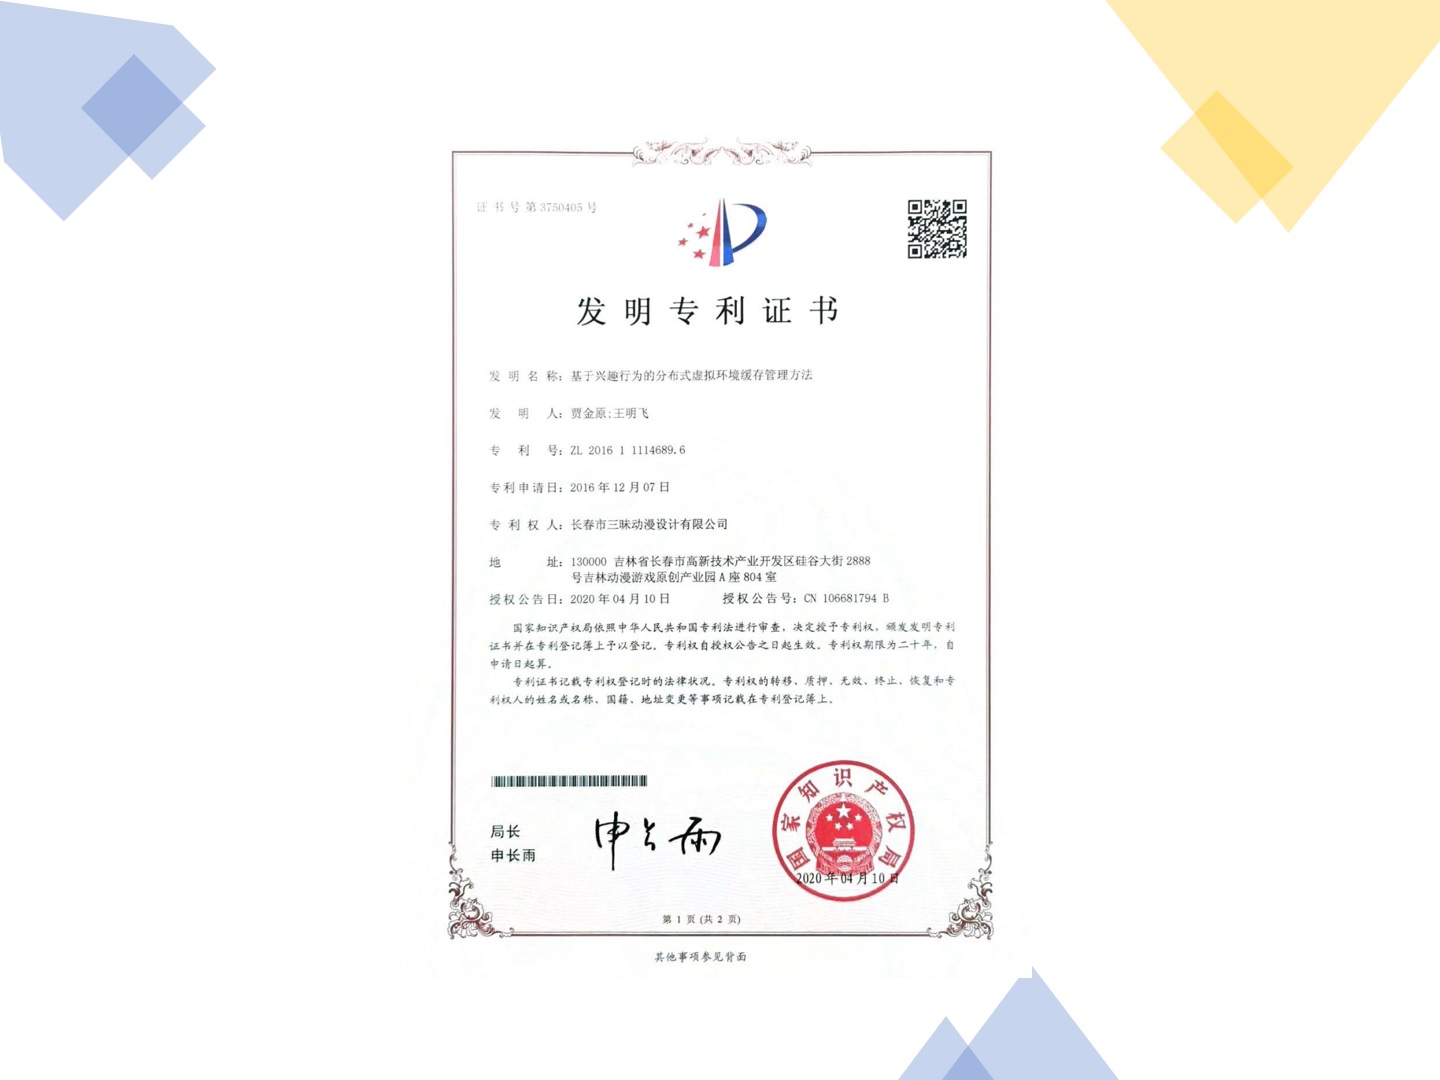 证书号第3750405号
发明专利证书
发明名称：基于兴趣行为的分布式虚拟环境缓存管理方法
发明人：贾金原;王明飞
专利号：ZL 2016 1 1114689.6
专利申请日：2016年12月07日
专利权人：长春市三昧动漫设计有限公司
地址：130000 吉林省长春市高新技术产业开发区硅谷大街2888
号吉林动漫游戏原创产业园A座804室
授权公告日：2020年04月10日 授权公告号：CN 106681794 B
国家知识产权局依照中华人民共和国专利法进行审查，决定授予专利权，颁发发明专利
证书并在专利登记簿上予以登记。专利权自授权公告之日起生效。专利权期限为二十年，自
申请日起算。
专利证书记载专利权登记时的法律状况。专利权的转移、质押、无效、终止、恢复和专
利权人的姓名或名称、国籍、地址变更等事项记载在专利登记簿上。
局长
申长雨
申长雨
国家知识产权局
2020年04月10日
第 1 页 (共 2 页)
其他事项参见背面